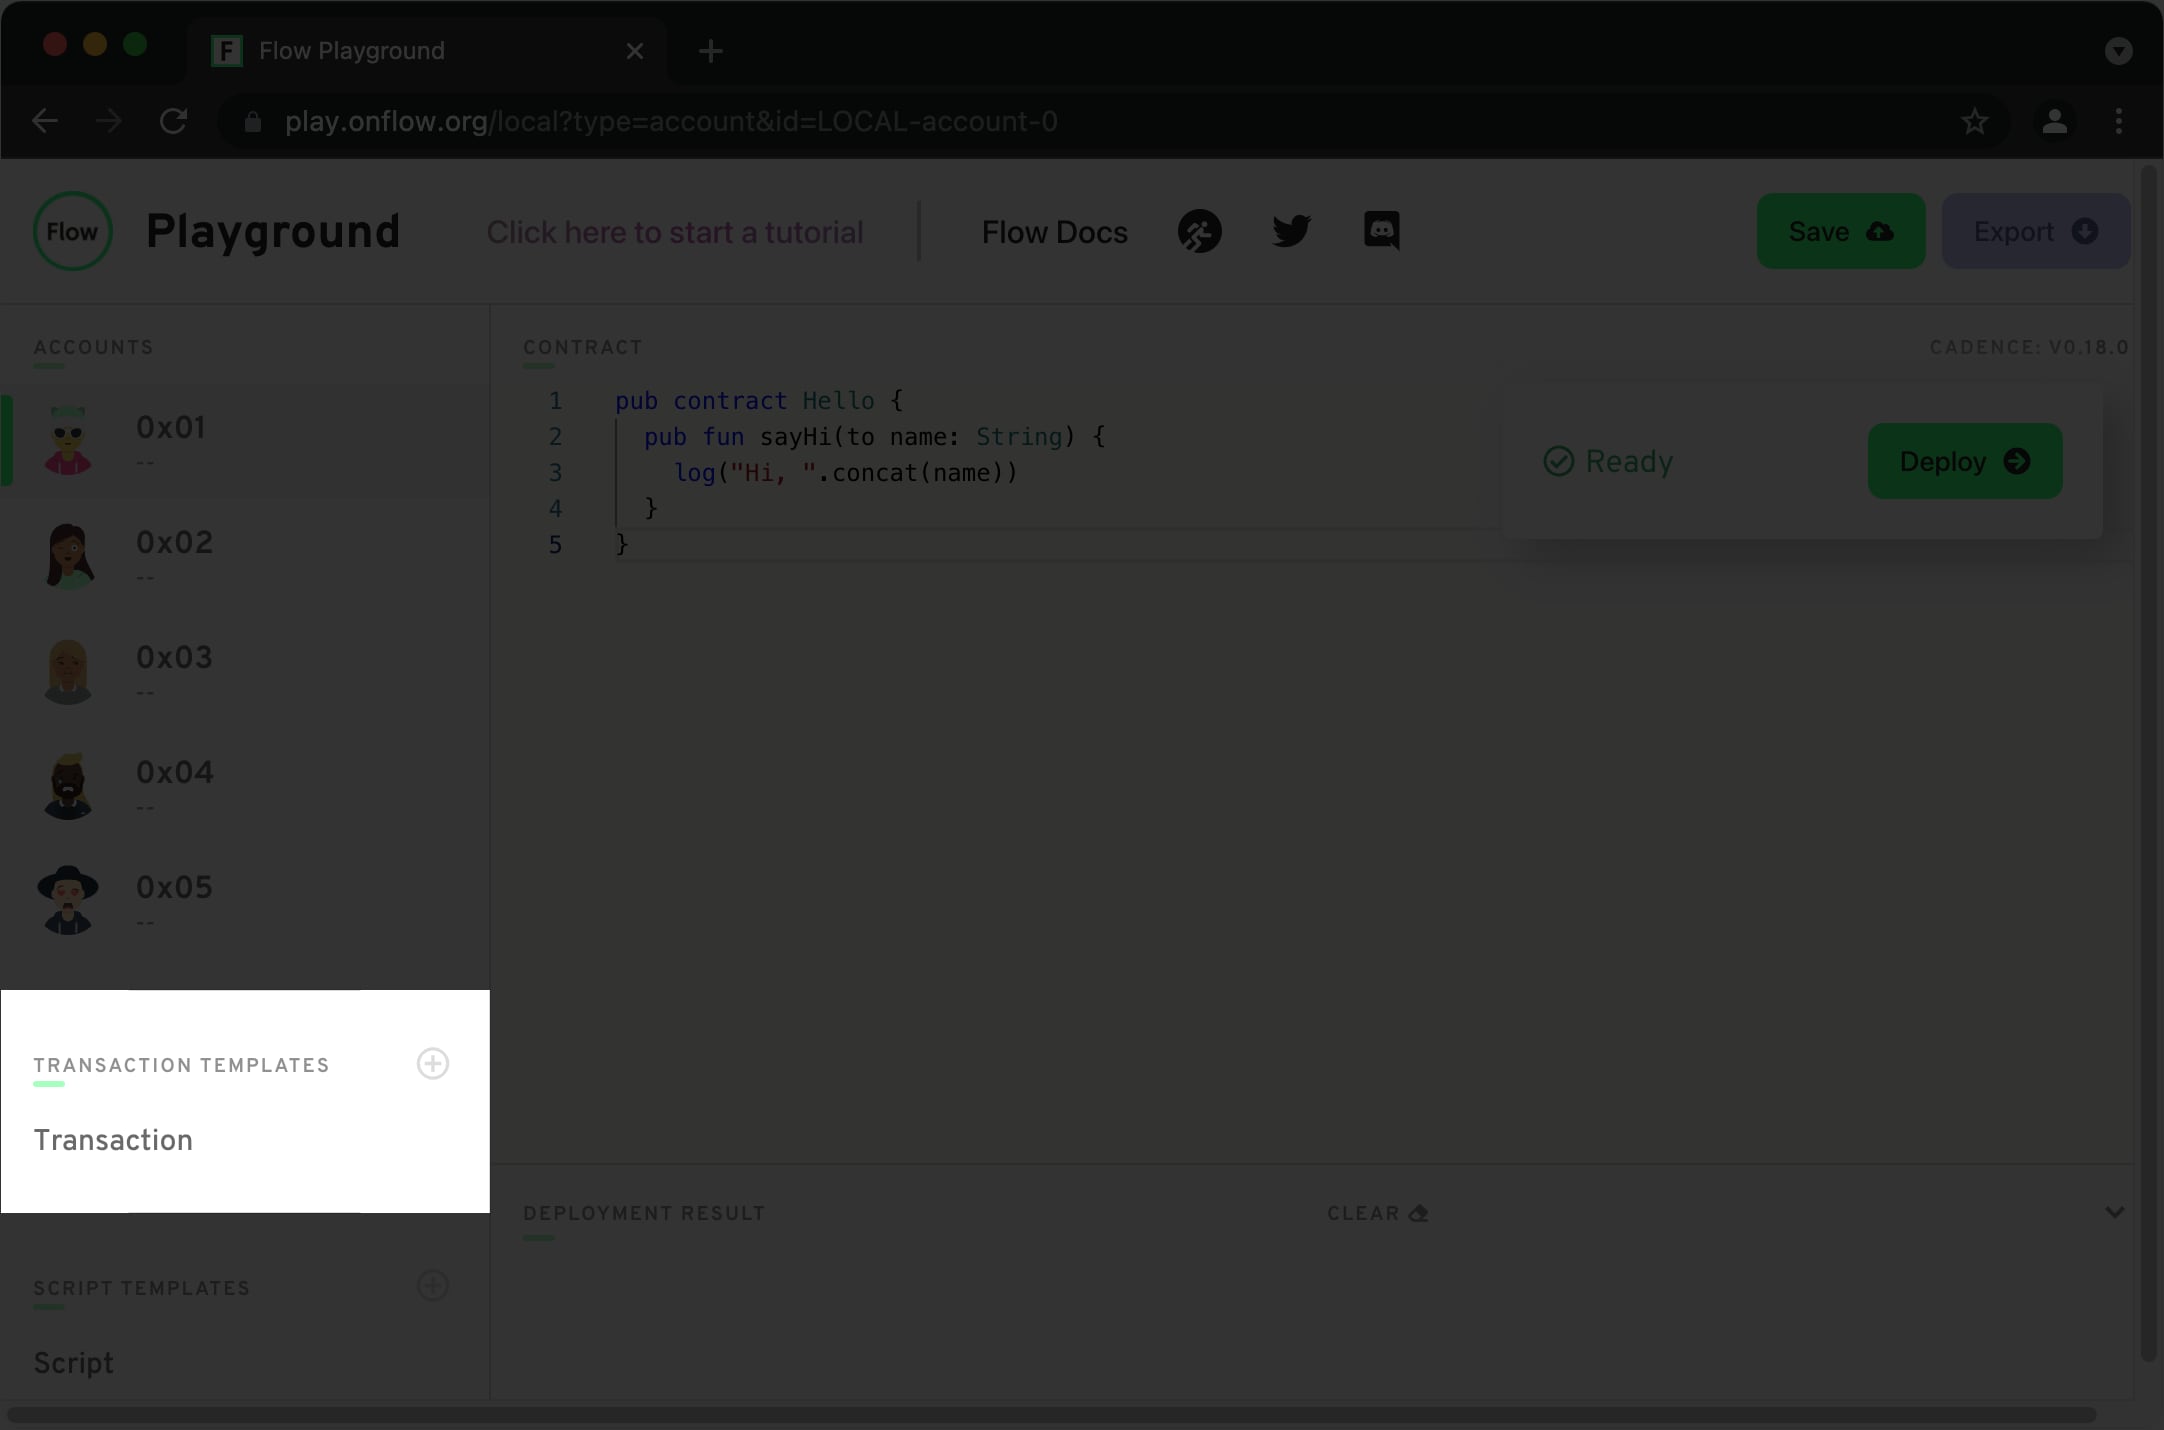 F Flow Playground
play.onflow.org/local?type=account&id=LOCAL-account-0
Flow Playground Click here to start a tutorial Flow Docs Save Export
ACCOUNTS
0x01
--
0x02
--
0x03
--
0x04
--
0x05
--
TRANSACTION TEMPLATES
Transaction
SCRIPT TEMPLATES
Script
CONTRACT CADENCE: V0.18.0
1 pub contract Hello {
2 pub fun sayHi(to name: String) {
3 log("Hi, ".concat(name))
4 }
5 }
Ready Deploy
DEPLOYMENT RESULT CLEAR